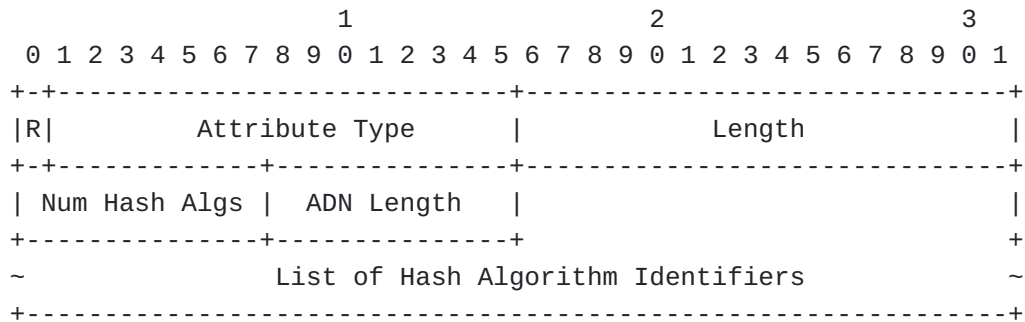 1                   2                   3
 0 1 2 3 4 5 6 7 8 9 0 1 2 3 4 5 6 7 8 9 0 1 2 3 4 5 6 7 8 9 0 1
+-+-----------------------------+-------------------------------+
|R|         Attribute Type      |            Length             |
+-+-------------+---------------+-------------------------------+
| Num Hash Algs |  ADN Length   |                               |
+---------------+---------------+                               +
~                List of Hash Algorithm Identifiers             ~
+---------------------------------------------------------------+